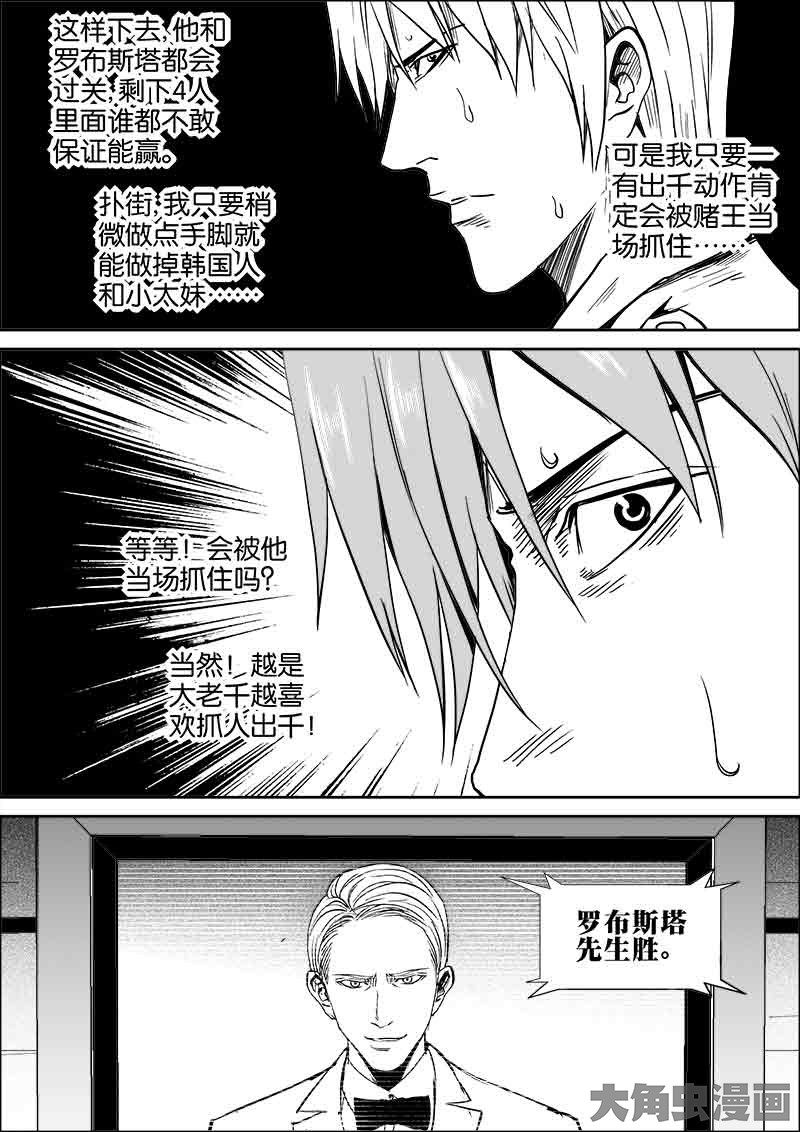 这样下去,他和
罗布斯塔都会
过关,剩下4人
里面谁都不敢
保证能赢。
扑街,我只要稍
微做点手脚就
能做掉韩国人
和小太妹……
可是我只要一
有出千动作肯
定会被赌王当
场抓住……
等等！会被他
当场抓住吗？
当然！越是
大老千越喜
欢抓人出千！
罗布斯塔
先生胜。
大角虫漫画